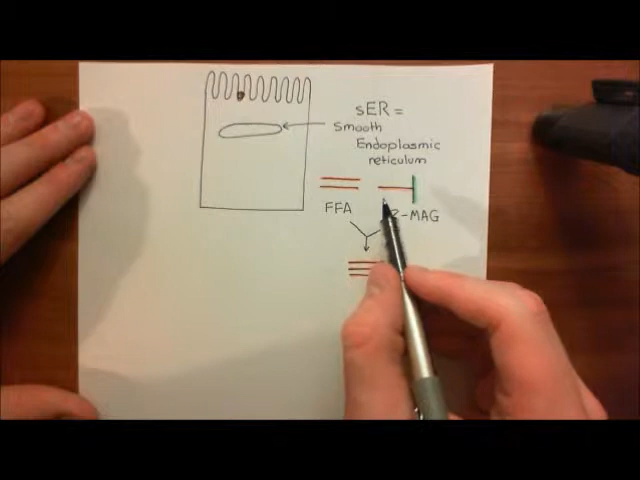 sER =
Smooth
Endoplasmic
reticulum
FFA
2-MAG